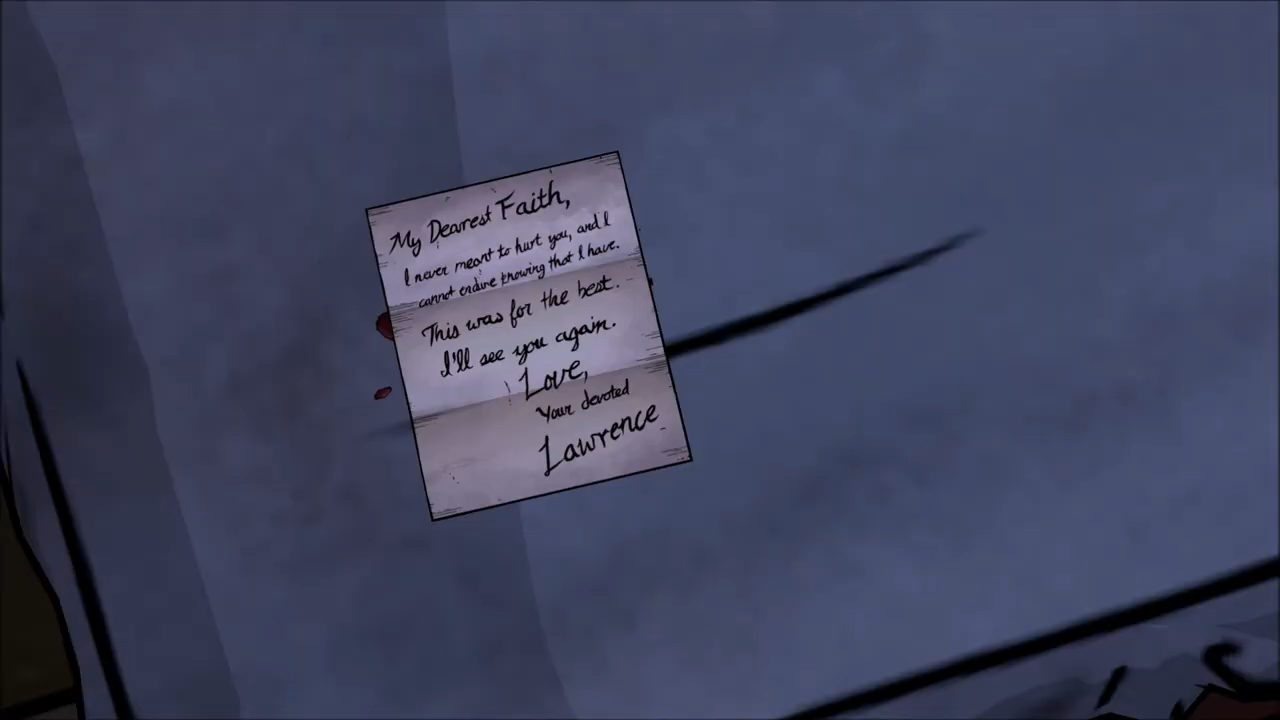 My Dearest Faith,
I never meant to hurt you, and I
cannot endure knowing that I have.
This was for the best.
I'll see you again.
Love,
Your devoted
Lawrence